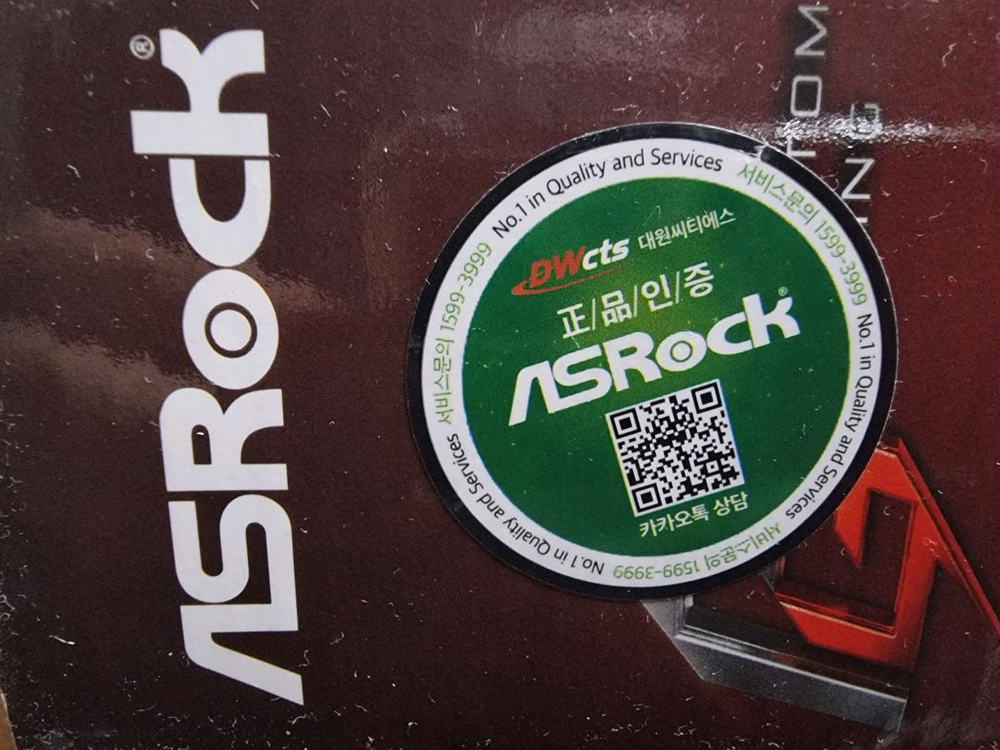 ASRock®
TOM
ING
No.1 in Quality and Services
서비스문의 1599-3999
No.1 in Quality and Services
서비스문의 1599-3999
No.1 in Quality and Services
서비스문의 1599-3999
DWcts 대원씨티에스
正/品/인/증
ASRock®
카카오톡 상담